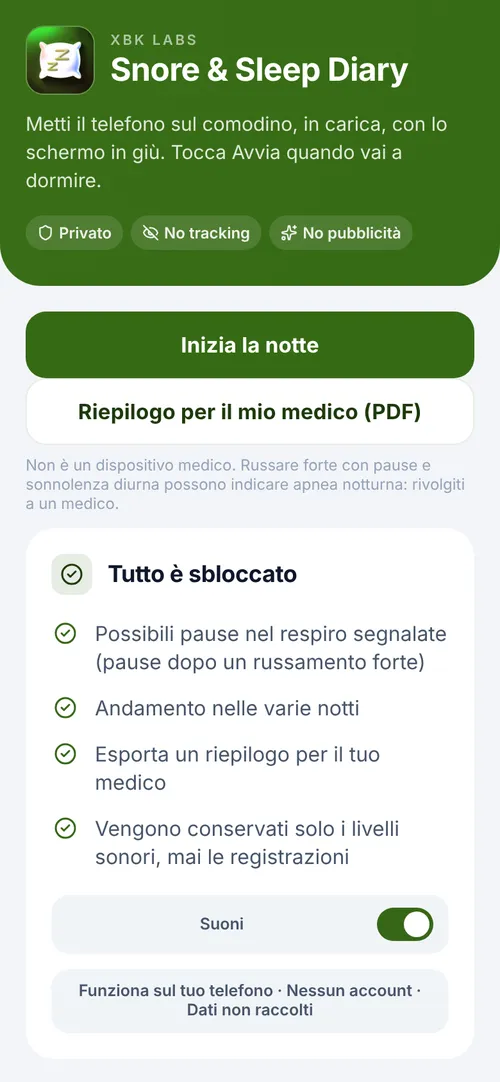 XBK LABS
Snore & Sleep Diary
Metti il telefono sul comodino, in carica, con lo
schermo in giù. Tocca Avvia quando vai a
dormire.
Privato
No tracking
No pubblicità
Inizia la notte
Riepilogo per il mio medico (PDF)
Non è un dispositivo medico. Russare forte con pause e
sonnolenza diurna possono indicare apnea notturna: rivolgiti
a un medico.
Tutto è sbloccato
Possibili pause nel respiro segnalate
(pause dopo un russamento forte)
Andamento nelle varie notti
Esporta un riepilogo per il tuo
medico
Vengono conservati solo i livelli
sonori, mai le registrazioni
Suoni
Funziona sul tuo telefono · Nessun account ·
Dati non raccolti